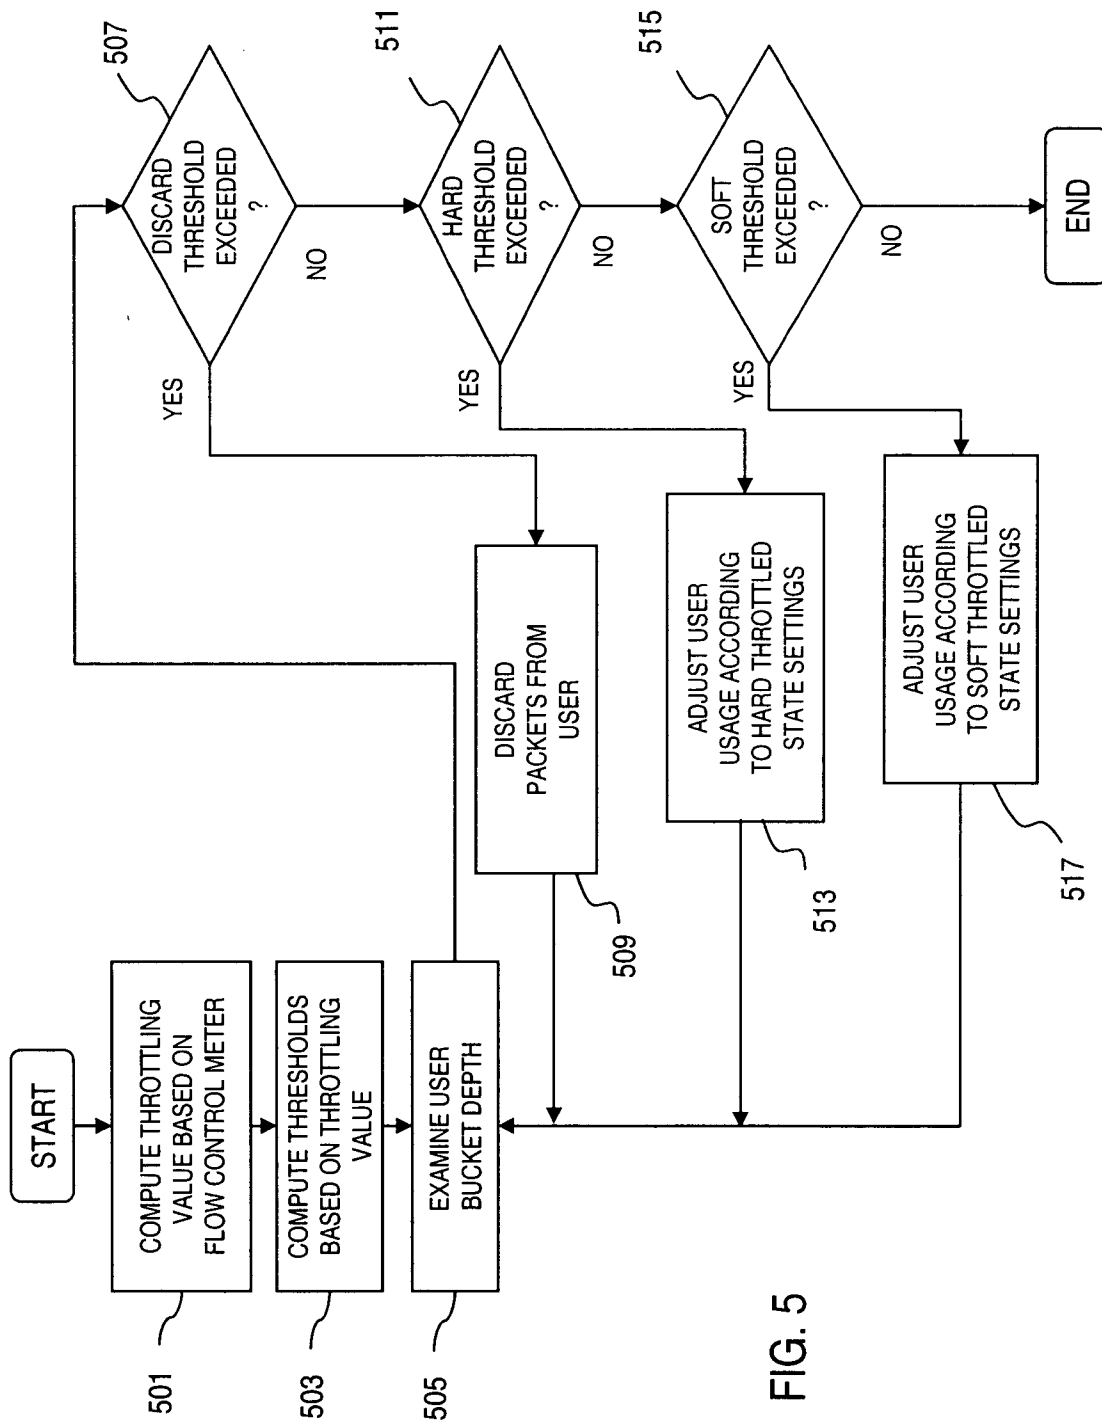 START
COMPUTE THROTTLING
VALUE BASED ON
FLOW CONTROL METER
501
COMPUTE THRESHOLDS
BASED ON THROTTLING
VALUE
503
EXAMINE USER
BUCKET DEPTH
505
DISCARD
THRESHOLD
EXCEEDED
?
507
YES
NO
DISCARD
PACKETS FROM
USER
509
HARD
THRESHOLD
EXCEEDED
?
511
YES
NO
ADJUST USER
USAGE ACCORDING
TO HARD THROTTLED
STATE SETTINGS
513
SOFT
THRESHOLD
EXCEEDED
?
515
YES
NO
ADJUST USER
USAGE ACCORDING
TO SOFT THROTTLED
STATE SETTINGS
517
END
FIG. 5